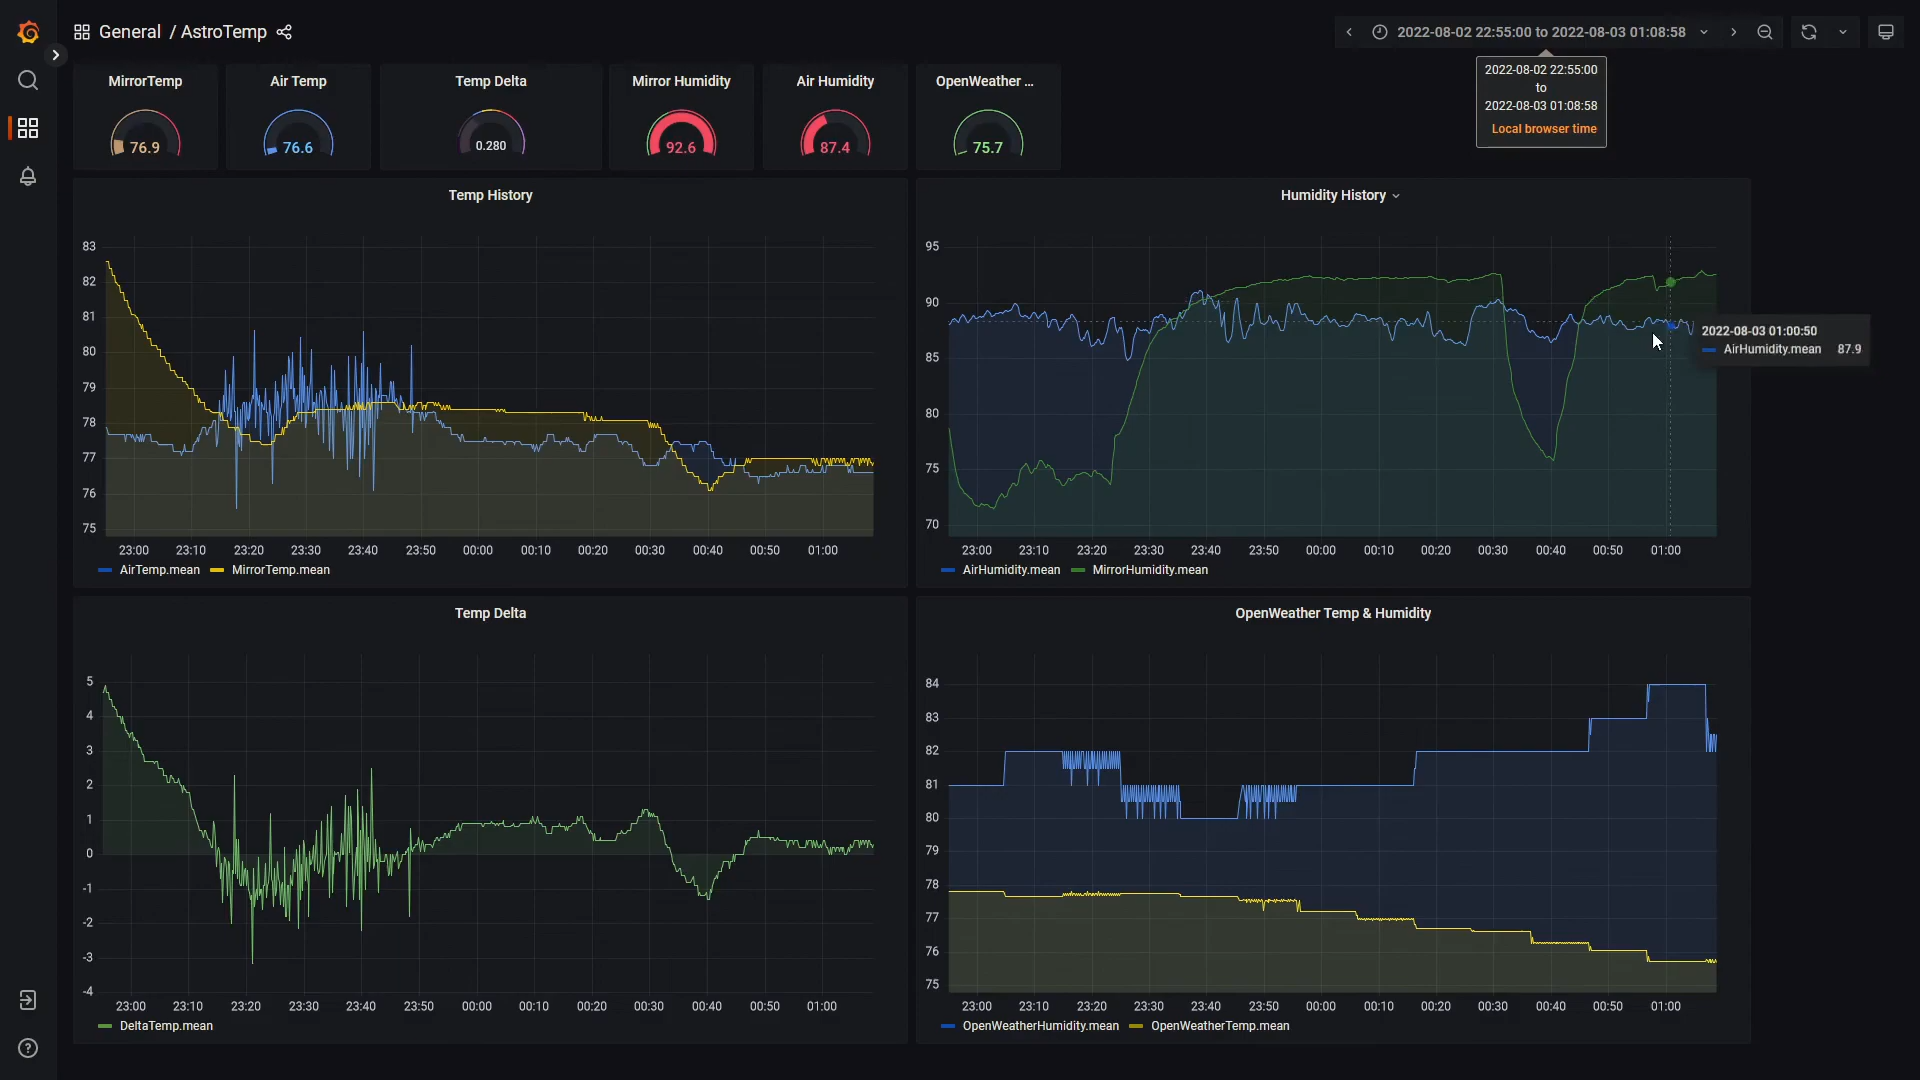 General / AstroTemp
2022-08-02 22:55:00 to 2022-08-03 01:08:58
2022-08-02 22:55:00
to
2022-08-03 01:08:58
Local browser time
MirrorTemp
76.9
Air Temp
76.6
Temp Delta
0.280
Mirror Humidity
92.6
Air Humidity
87.4
OpenWeather ...
75.7
Temp History
83
82
81
80
79
78
77
76
75
23:00 23:10 23:20 23:30 23:40 23:50 00:00 00:10 00:20 00:30 00:40 00:50 01:00
AirTemp.mean MirrorTemp.mean
Humidity History
95
90
85
80
75
70
23:00 23:10 23:20 23:30 23:40 23:50 00:00 00:10 00:20 00:30 00:40 00:50 01:00
AirHumidity.mean MirrorHumidity.mean
2022-08-03 01:00:50
AirHumidity.mean 87.9
Temp Delta
5
4
3
2
1
0
-1
-2
-3
-4
23:00 23:10 23:20 23:30 23:40 23:50 00:00 00:10 00:20 00:30 00:40 00:50 01:00
DeltaTemp.mean
OpenWeather Temp & Humidity
84
83
82
81
80
79
78
77
76
75
23:00 23:10 23:20 23:30 23:40 23:50 00:00 00:10 00:20 00:30 00:40 00:50 01:00
OpenWeatherHumidity.mean OpenWeatherTemp.mean